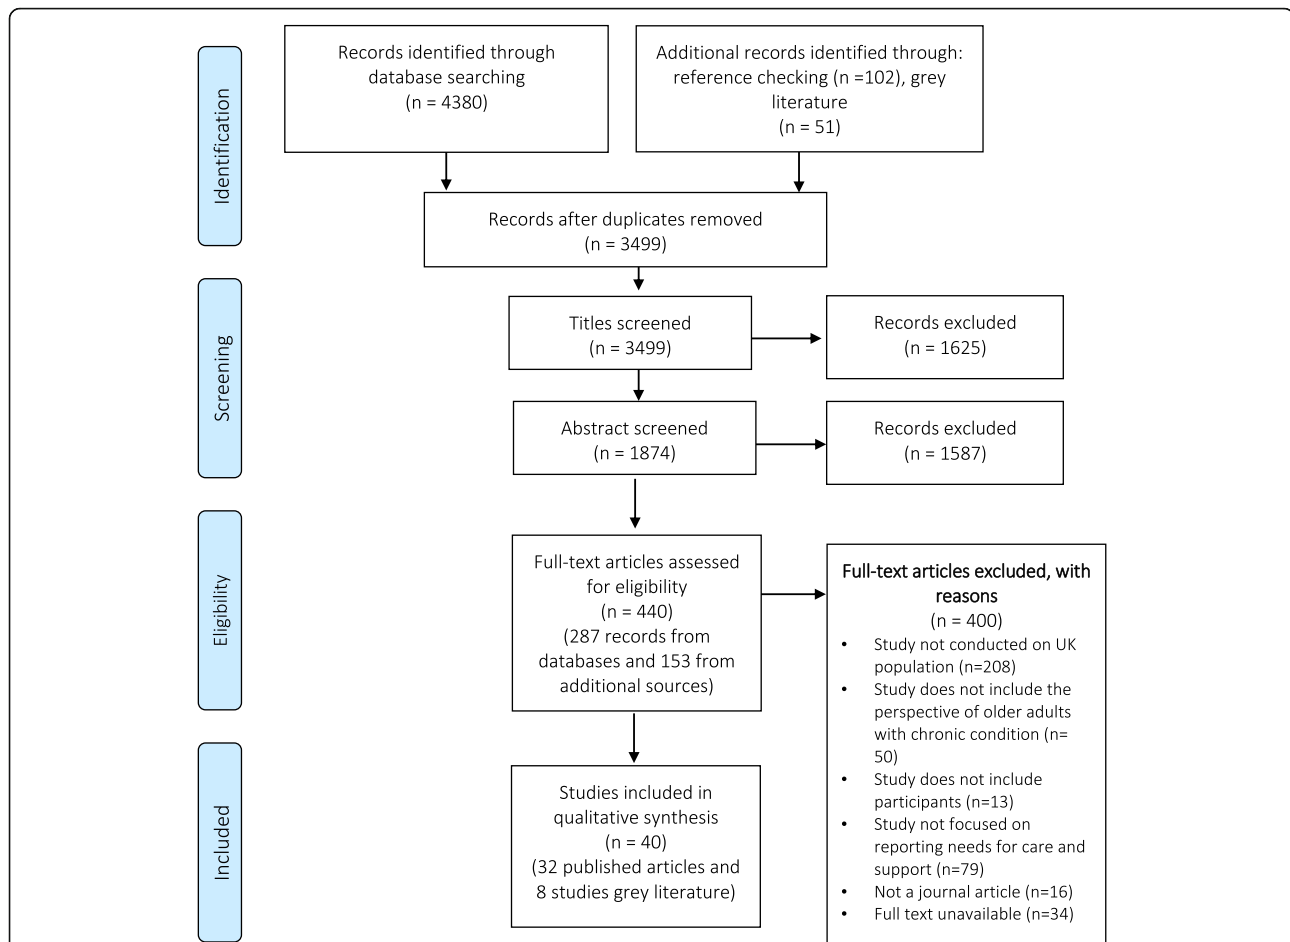 Identification
Records identified through
database searching
(n = 4380)
Additional records identified through:
reference checking (n =102), grey
literature
(n = 51)
Records after duplicates removed
(n = 3499)
Screening
Titles screened
(n = 3499)
Records excluded
(n = 1625)
Abstract screened
(n = 1874)
Records excluded
(n = 1587)
Eligibility
Full-text articles assessed
for eligibility
(n = 440)
(287 records from
databases and 153 from
additional sources)
Full-text articles excluded, with
reasons
(n = 400)
• Study not conducted on UK
population (n=208)
• Study does not include the
perspective of older adults
with chronic condition (n=
50)
• Study does not include
participants (n=13)
• Study not focused on
reporting needs for care and
support (n=79)
• Not a journal article (n=16)
• Full text unavailable (n=34)
Included
Studies included in
qualitative synthesis
(n = 40)
(32 published articles and
8 studies grey literature)